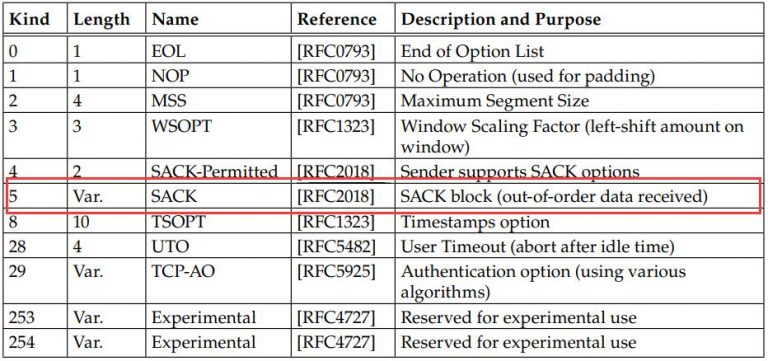 Kind Length Name Reference Description and Purpose
0 1 EOL [RFC0793] End of Option List
1 1 NOP [RFC0793] No Operation (used for padding)
2 4 MSS [RFC0793] Maximum Segment Size
3 3 WSOPT [RFC1323] Window Scaling Factor (left-shift amount on
window)
4 2 SACK-Permitted [RFC2018] Sender supports SACK options
5 Var. SACK [RFC2018] SACK block (out-of-order data received)
8 10 TSOPT [RFC1323] Timestamps option
28 4 UTO [RFC5482] User Timeout (abort after idle time)
29 Var. TCP-AO [RFC5925] Authentication option (using various
algorithms)
253 Var. Experimental [RFC4727] Reserved for experimental use
254 Var. Experimental [RFC4727] Reserved for experimental use